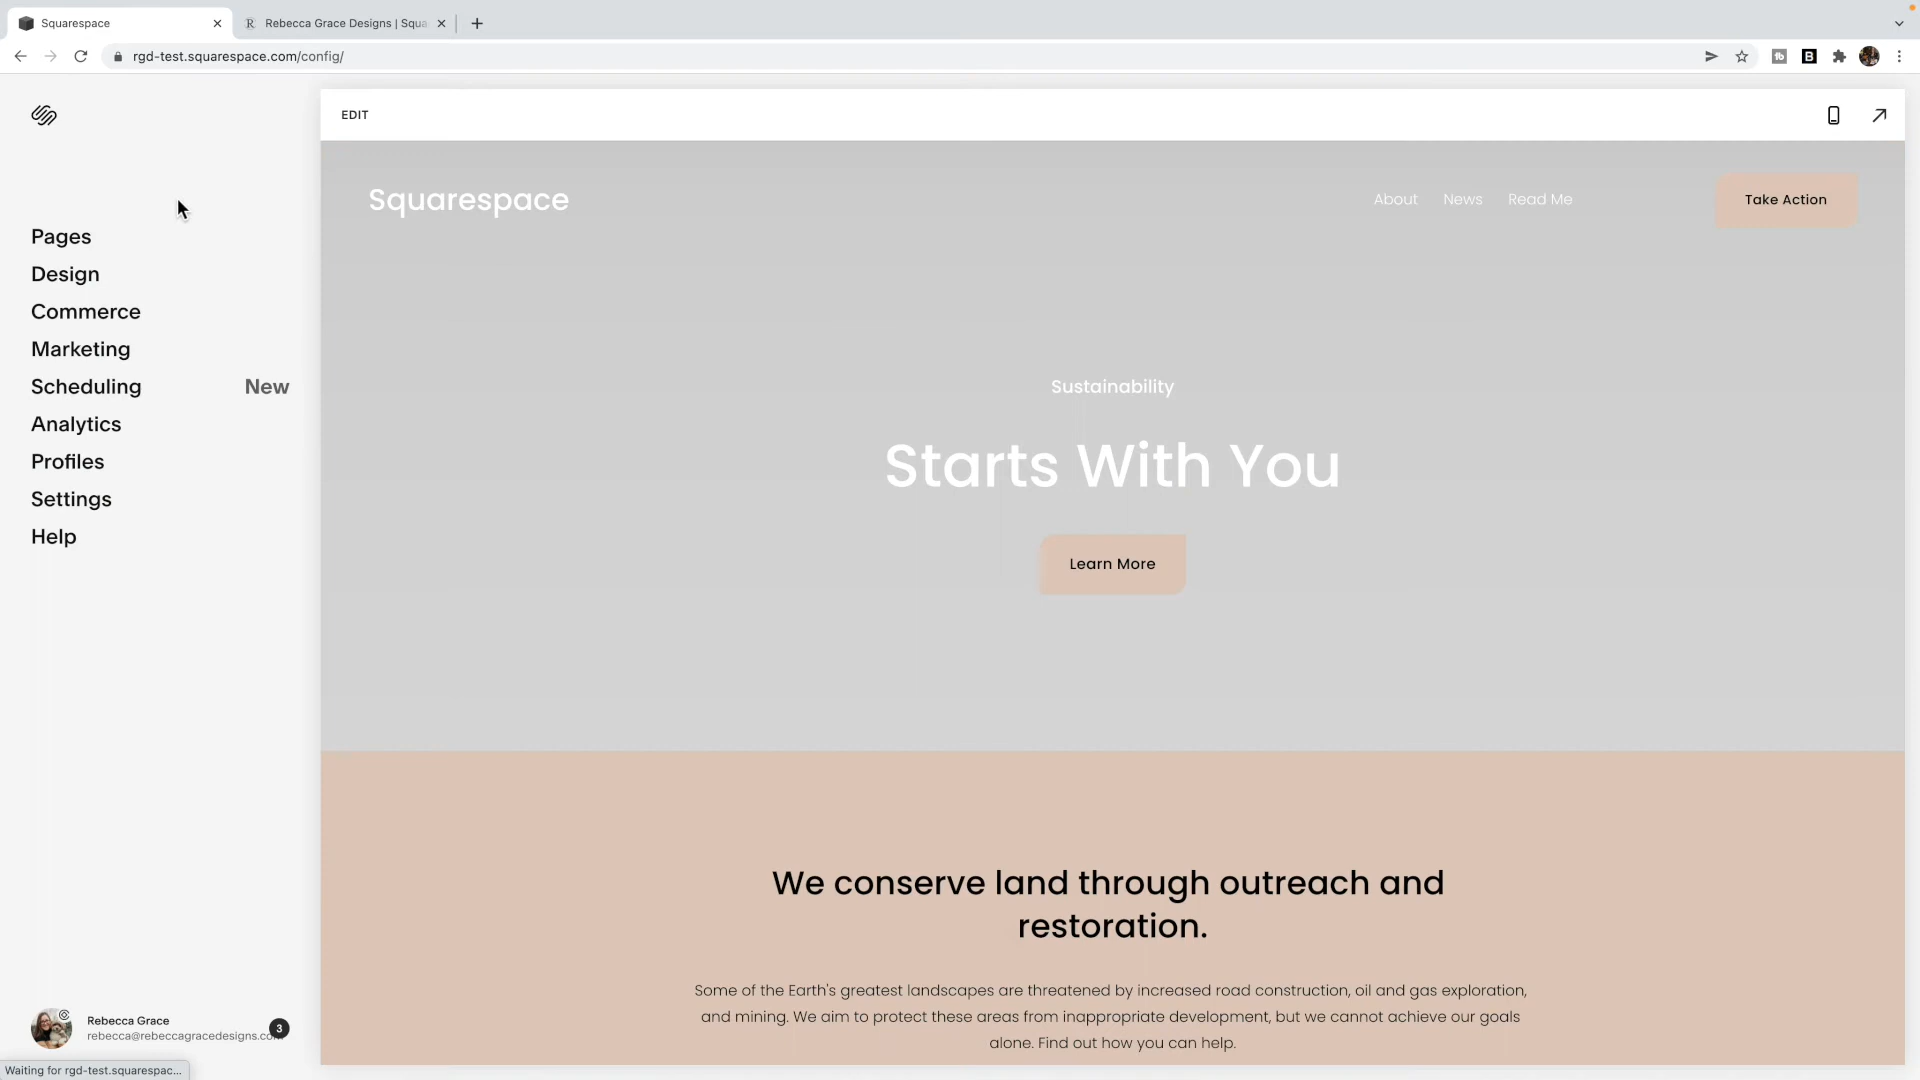 Squarespace
Rebecca Grace Designs | Squa
rgd-test.squarespace.com/config/
EDIT
Squarespace
About
News
Read Me
Take Action
Pages
Design
Commerce
Marketing
Scheduling New
Analytics
Profiles
Settings
Help
Sustainability
Starts With You
Learn More
We conserve land through outreach and
restoration.
Some of the Earth's greatest landscapes are threatened by increased road construction, oil and gas exploration,
and mining. We aim to protect these areas from inappropriate development, but we cannot achieve our goals
alone. Find out how you can help.
Rebecca Grace
rebecca@rebeccagracedesigns.co
3
Waiting for rgd-test.squarespac...